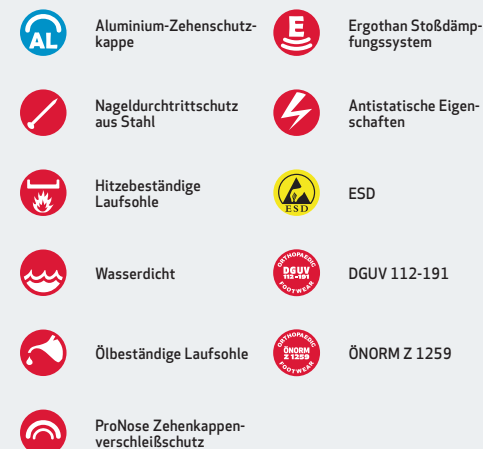 AL
Aluminium-Zehenschutz-
kappe
E
Ergothan Stoßdämp-
fungssystem
Nageldurchtrittschutz
aus Stahl
Antistatische Eigen-
schaften
Hitzebeständige
Laufsohle
ESD
ESD
Wasserdicht
ORTHOPAEDIC
DGUV
112-191
FOOTWEAR
DGUV 112-191
Ölbeständige Laufsohle
ORTHOPAEDIC
ÖNORM
Z 1259
FOOTWEAR
ÖNORM Z 1259
ProNose Zehenkappen-
verschleißschutz